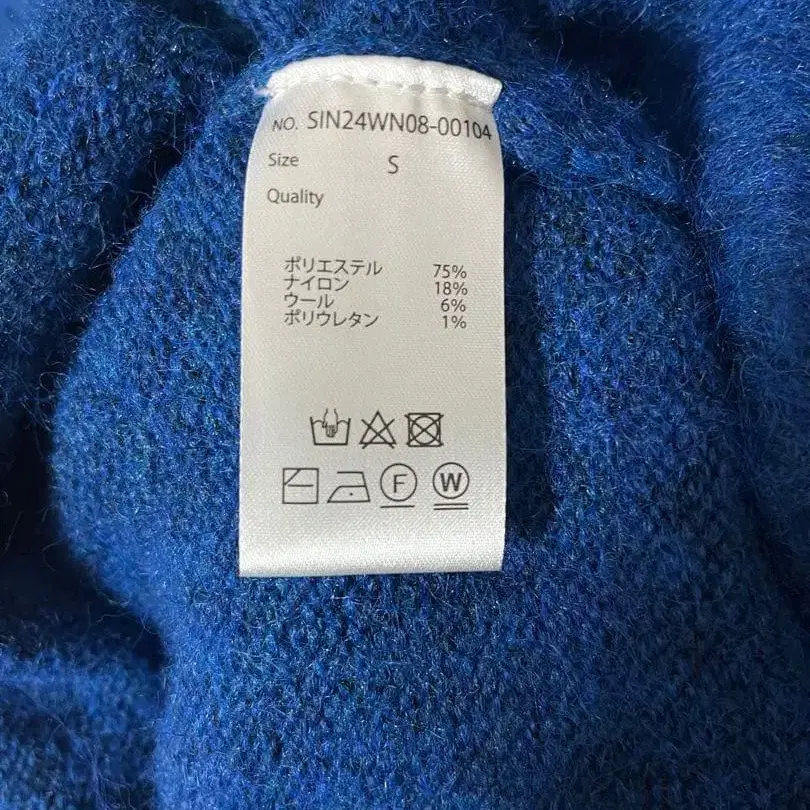 NO. SIN24WN08-00104
Size S
Quality
ポリエステル 75%
ナイロン 18%
ウール 6%
ポリウレタン 1%
F W